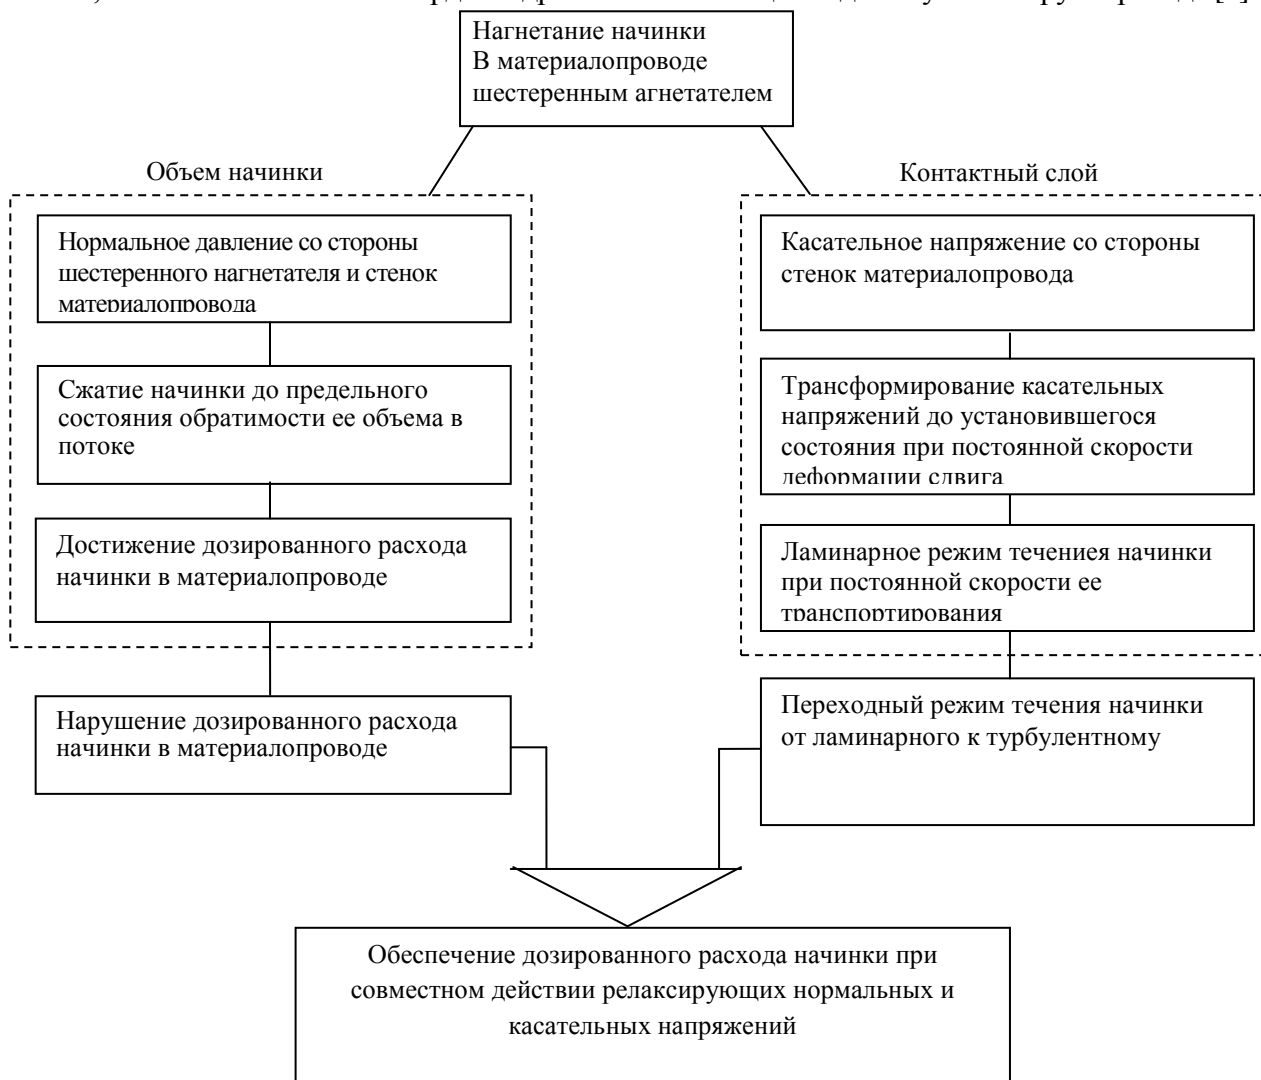 Нагнетание начинки
В материалопроводе
шестеренным агнетателем
Объем начинки
Контактный слой
Нормальное давление со стороны
шестеренного нагнетателя и стенок
материалопровода
Касательное напряжение со стороны
стенок материалопровода
Сжатие начинки до предельного
состояния обратимости ее объема в
потоке
Трансформирование касательных
напряжений до установившегося
состояния при постоянной скорости
деформации сдвига
Достижение дозированного расхода
начинки в материалопроводе
Ламинарное режим течениея начинки
при постоянной скорости ее
транспортирования
Нарушение дозированного расхода
начинки в материалопроводе
Переходный режим течения начинки
от ламинарного к турбулентному
Обеспечение дозированного расхода начинки при
совместном действии релаксирующих нормальных и
касательных напряжений